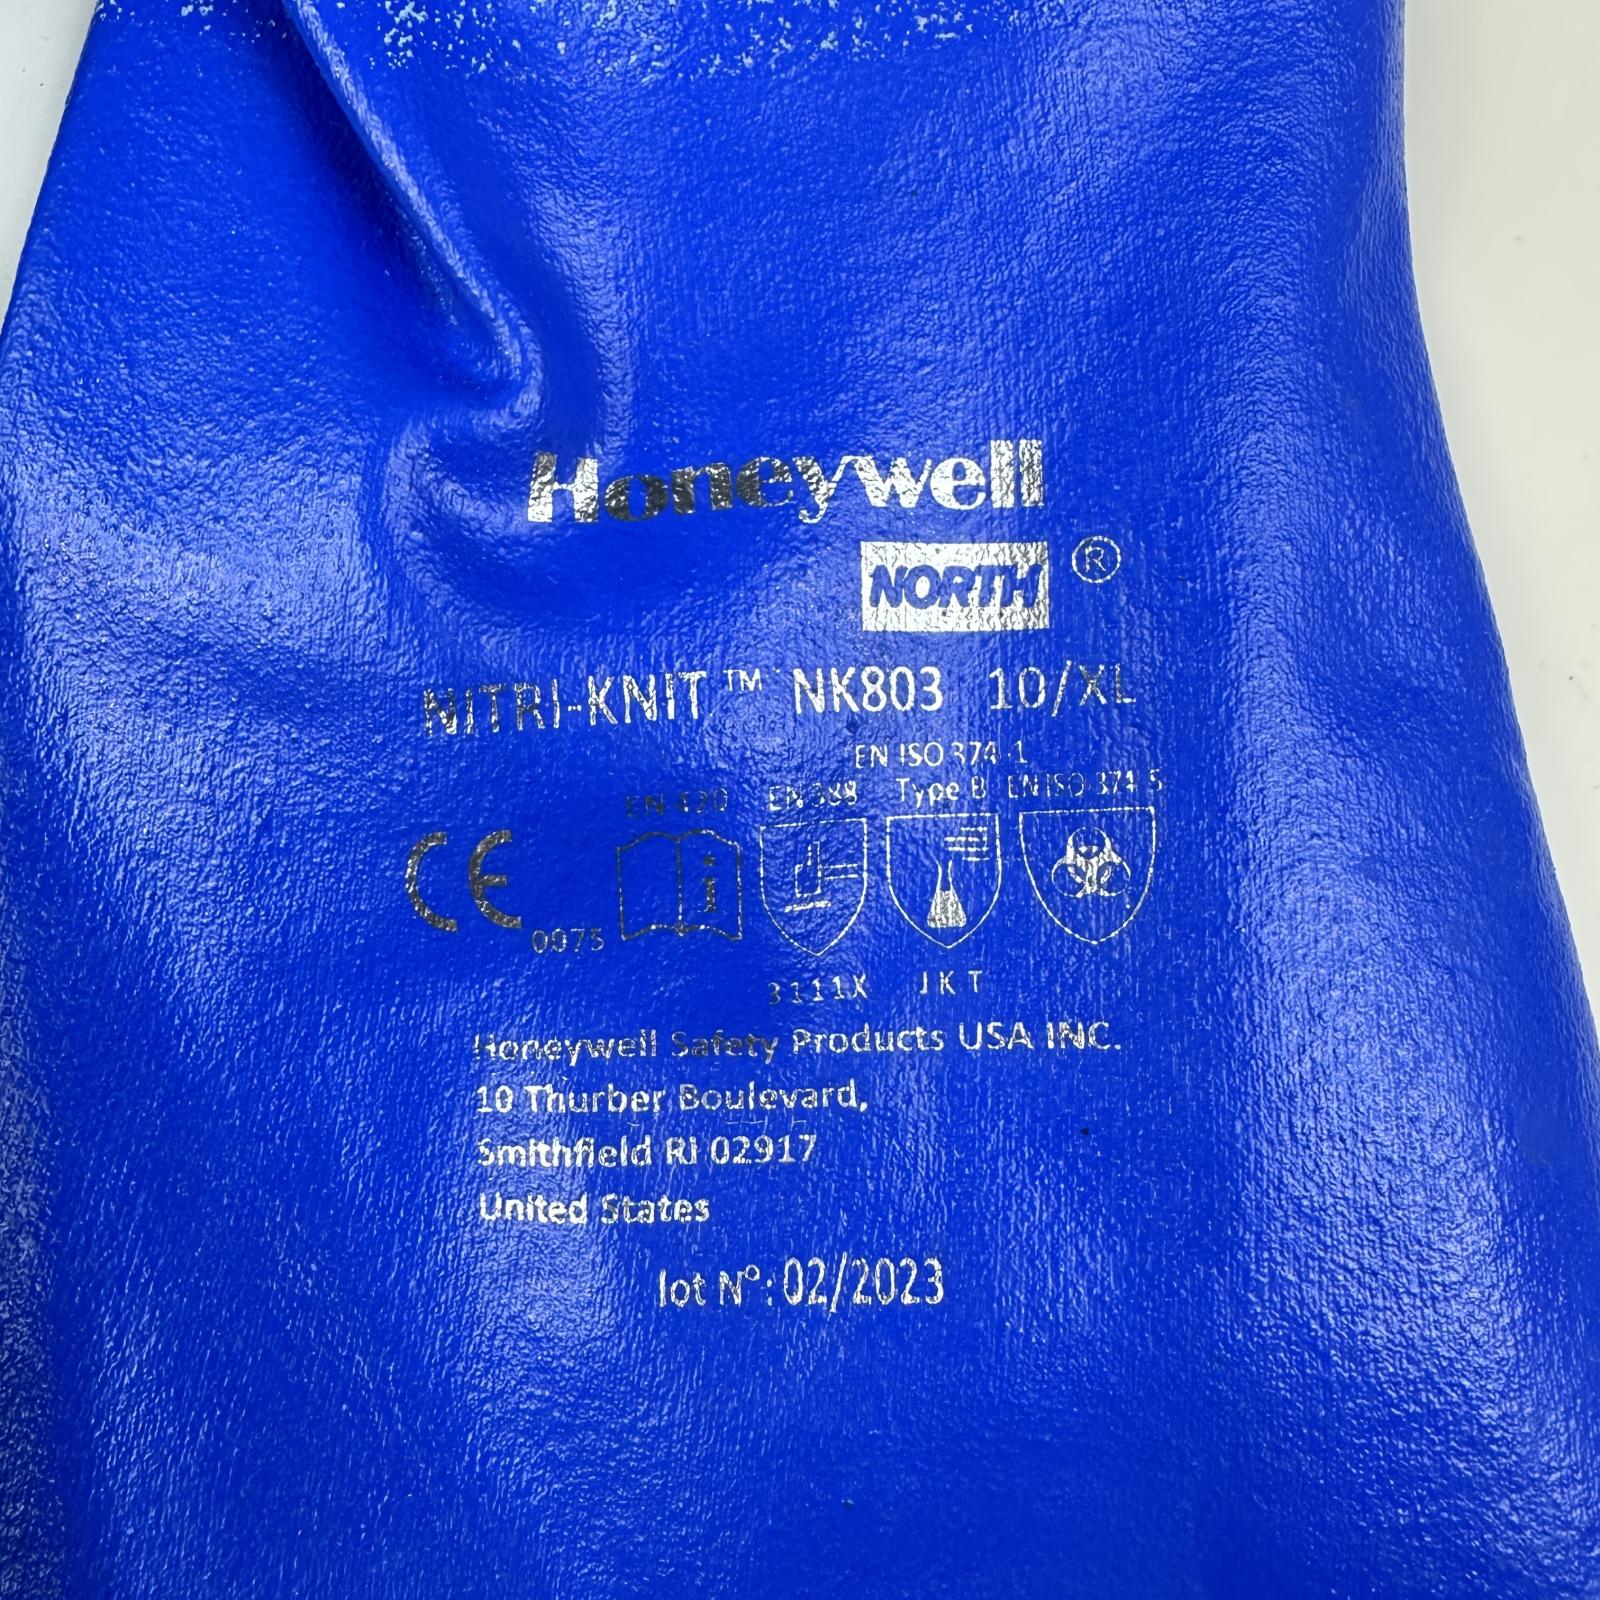 Honeywell
NORTH ®
NITRI-KNIT™ NK803 10/XL
EN ISO 374-1
EN 420 EN 388 Type B EN ISO 374-5
CE 0075
i
3111X JKT
Honeywell Safety Products USA INC.
10 Thurber Boulevard,
Smithfield RI 02917
United States
lot N°: 02/2023